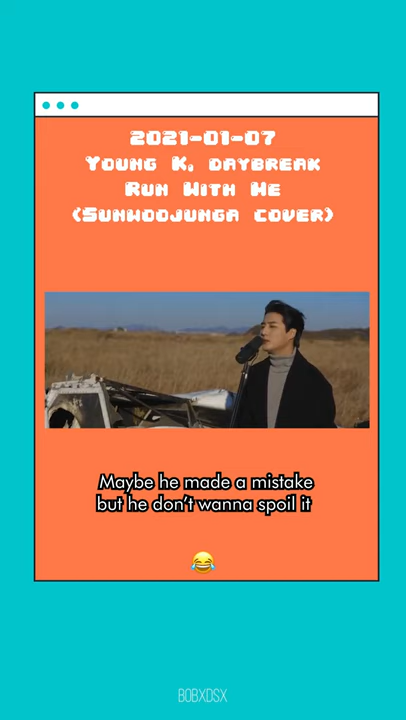 2021-01-07
Young K, daybreak
Run With Me
(Sunwoojunga cover)
Maybe he made a mistake
but he don't wanna spoil it
BOBXDSX